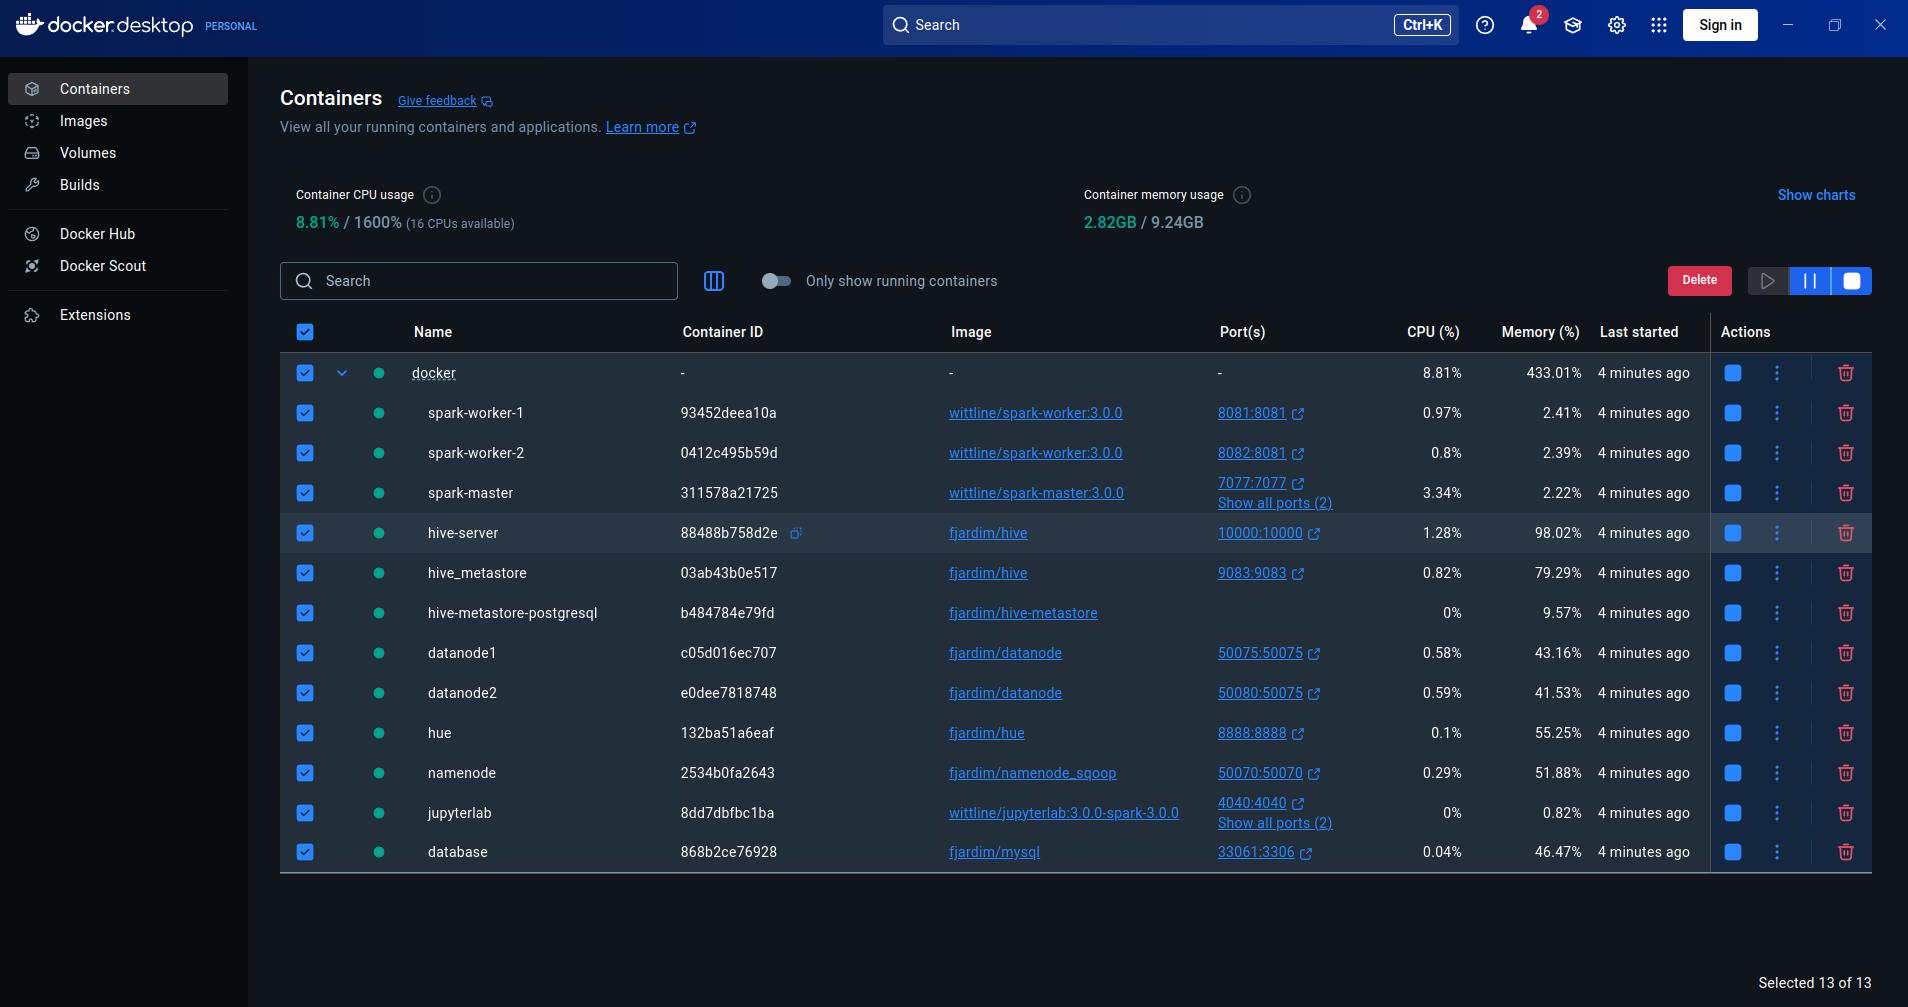 docker.desktop PERSONAL
Search Ctrl+K
2
Sign in
Containers
Images
Volumes
Builds
Docker Hub
Docker Scout
Extensions
Containers Give feedback
View all your running containers and applications. Learn more
Container CPU usage
8.81% / 1600% (16 CPUs available)
Container memory usage
2.82GB / 9.24GB
Show charts
Search
Only show running containers
Delete
Name Container ID Image Port(s) CPU (%) Memory (%) Last started Actions
docker - - - 8.81% 433.01% 4 minutes ago
spark-worker-1 93452deea10a wittline/spark-worker:3.0.0 8081:8081 0.97% 2.41% 4 minutes ago
spark-worker-2 0412c495b59d wittline/spark-worker:3.0.0 8082:8081 0.8% 2.39% 4 minutes ago
spark-master 311578a21725 wittline/spark-master:3.0.0 7077:7077 3.34% 2.22% 4 minutes ago
Show all ports (2)
hive-server 88488b758d2e fjardim/hive 10000:10000 1.28% 98.02% 4 minutes ago
hive_metastore 03ab43b0e517 fjardim/hive 9083:9083 0.82% 79.29% 4 minutes ago
hive-metastore-postgresql b484784e79fd fjardim/hive-metastore 0% 9.57% 4 minutes ago
datanode1 c05d016ec707 fjardim/datanode 50075:50075 0.58% 43.16% 4 minutes ago
datanode2 e0dee7818748 fjardim/datanode 50080:50075 0.59% 41.53% 4 minutes ago
hue 132ba51a6eaf fjardim/hue 8888:8888 0.1% 55.25% 4 minutes ago
namenode 2534b0fa2643 fjardim/namenode_sqoop 50070:50070 0.29% 51.88% 4 minutes ago
jupyterlab 8dd7dbfbc1ba wittline/jupyterlab:3.0.0-spark-3.0.0 4040:4040 0% 0.82% 4 minutes ago
Show all ports (2)
database 868b2ce76928 fjardim/mysql 33061:3306 0.04% 46.47% 4 minutes ago
Selected 13 of 13